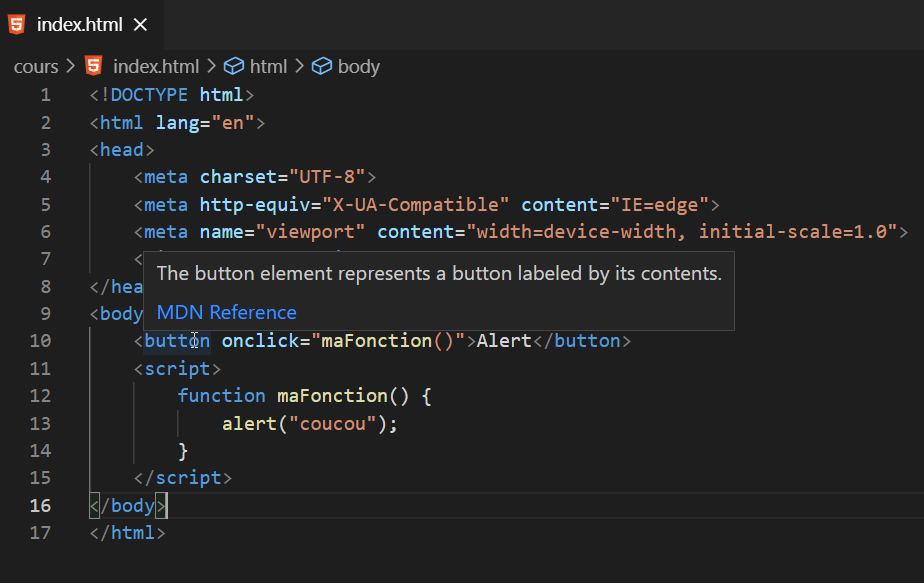 index.html
cours > index.html > html > body
1 <!DOCTYPE html>
2 <html lang="en">
3 <head>
4 <meta charset="UTF-8">
5 <meta http-equiv="X-UA-Compatible" content="IE=edge">
6 <meta name="viewport" content="width=device-width, initial-scale=1.0">
7 <
The button element represents a button labeled by its contents.
8 </hea
MDN Reference
9 <body
10 <button onclick="maFonction()">Alert</button>
11 <script>
12 function maFonction() {
13 alert("coucou");
14 }
15 </script>
16 </body>
17 </html>